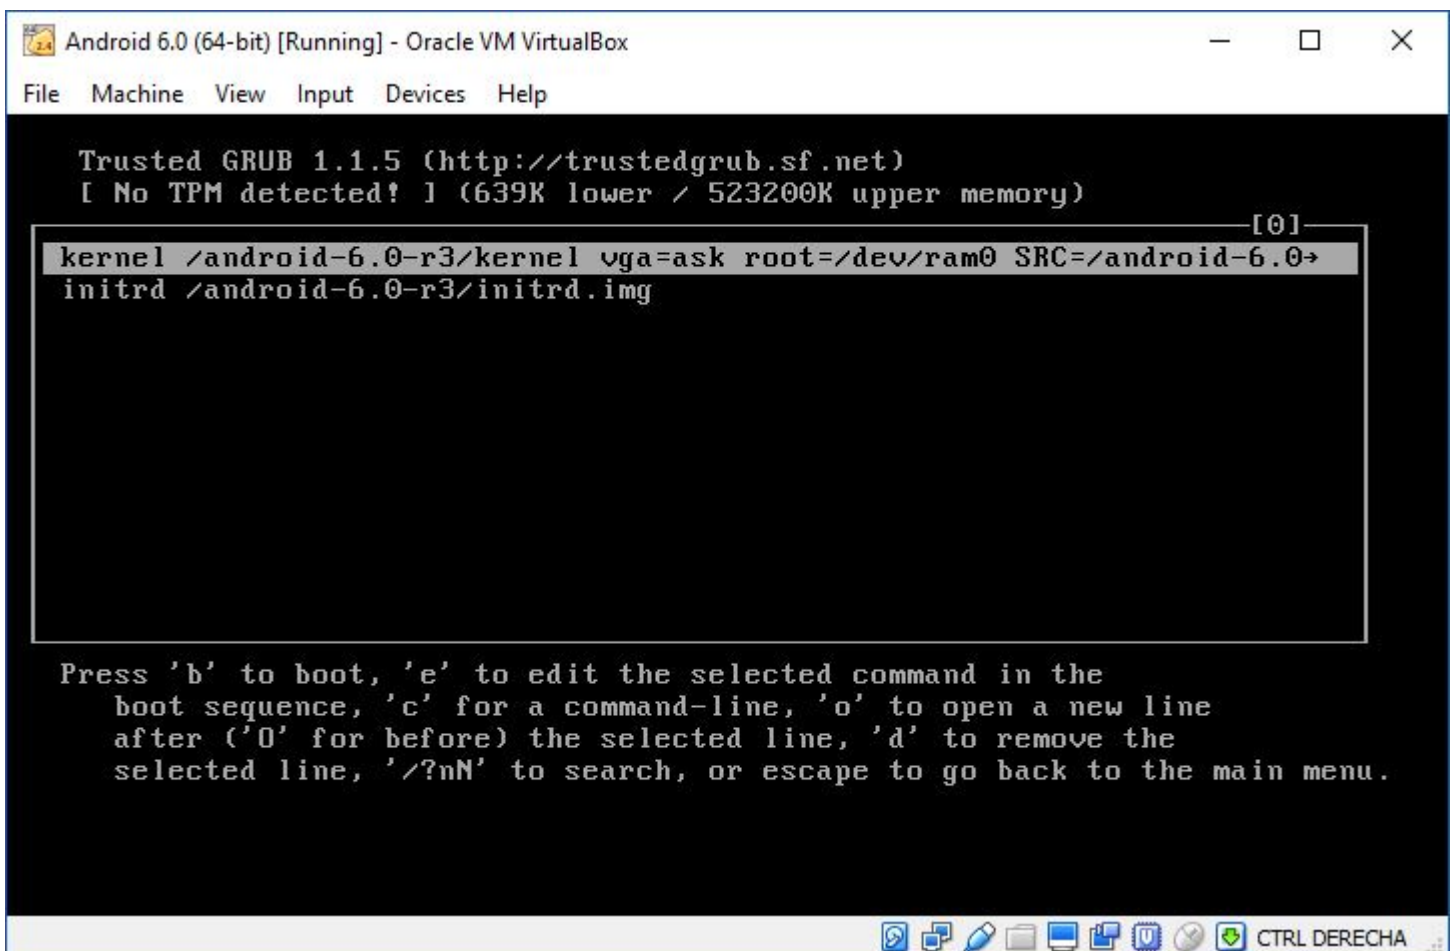 Android 6.0 (64-bit) [Running] - Oracle VM VirtualBox
File Machine View Input Devices Help
Trusted GRUB 1.1.5 (http://trustedgrub.sf.net)
[ No TPM detected! ] (639K lower / 523200K upper memory)
[0]
kernel /android-6.0-r3/kernel vga=ask root=/dev/ram0 SRC=/android-6.0→
initrd /android-6.0-r3/initrd.img
Press 'b' to boot, 'e' to edit the selected command in the
boot sequence, 'c' for a command-line, 'o' to open a new line
after ('O' for before) the selected line, 'd' to remove the
selected line, '/?nN' to search, or escape to go back to the main menu.
CTRL DERECHA